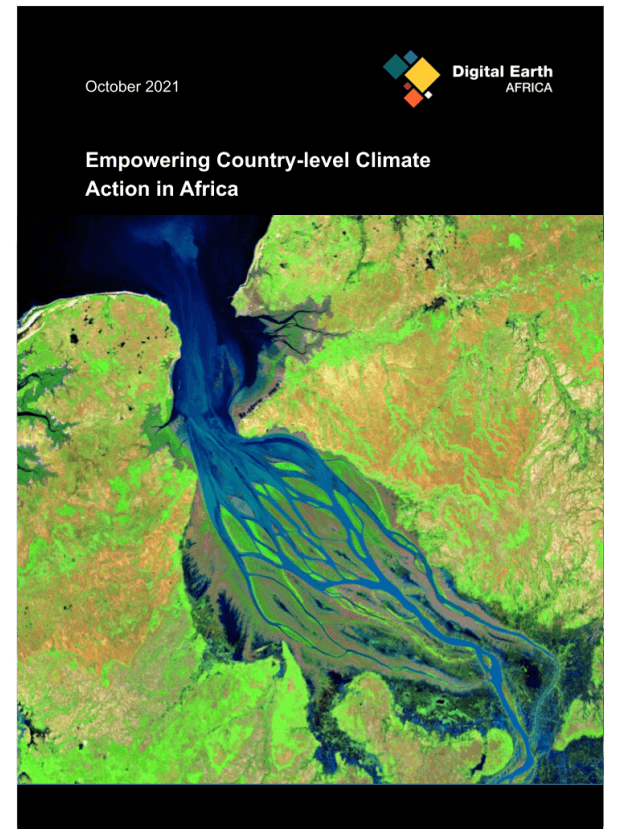 October 2021
Digital Earth
AFRICA
Empowering Country-level Climate
Action in Africa